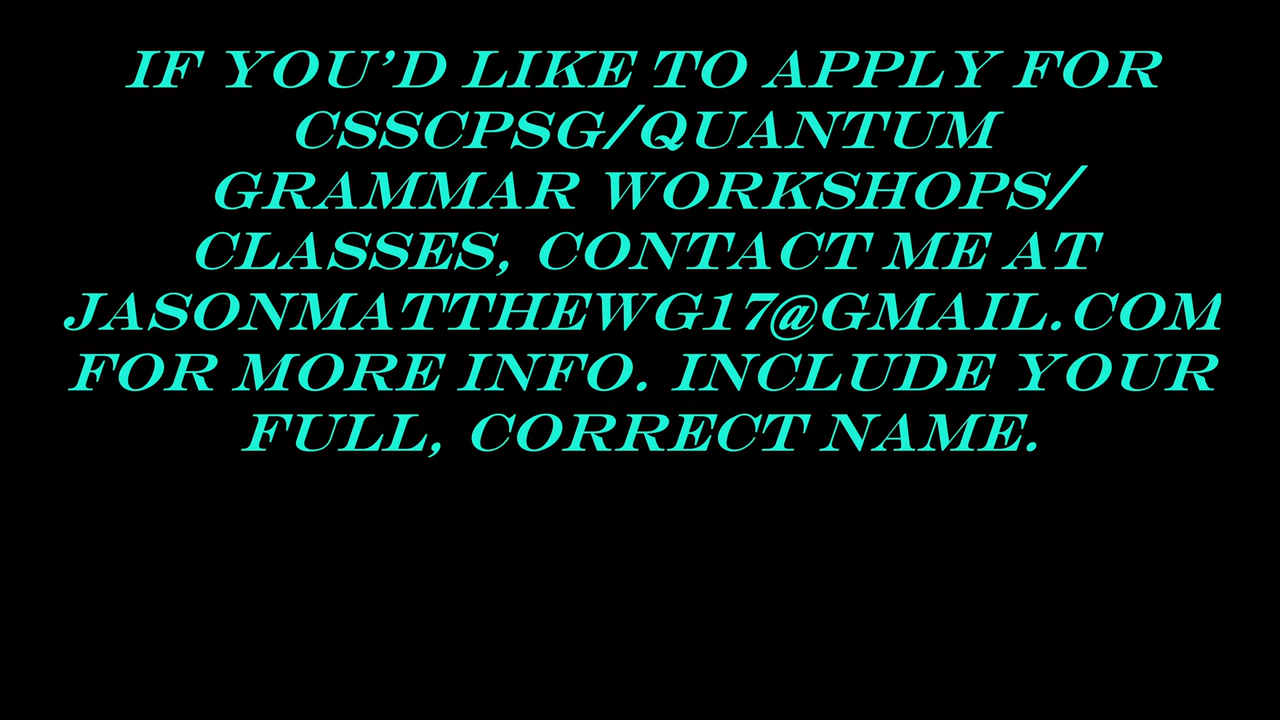 IF YOU'D LIKE TO APPLY FOR
CSSCPSG/QUANTUM
GRAMMAR WORKSHOPS/
CLASSES, CONTACT ME AT
JASONMATTHEWG17@GMAIL.COM
FOR MORE INFO. INCLUDE YOUR
FULL, CORRECT NAME.